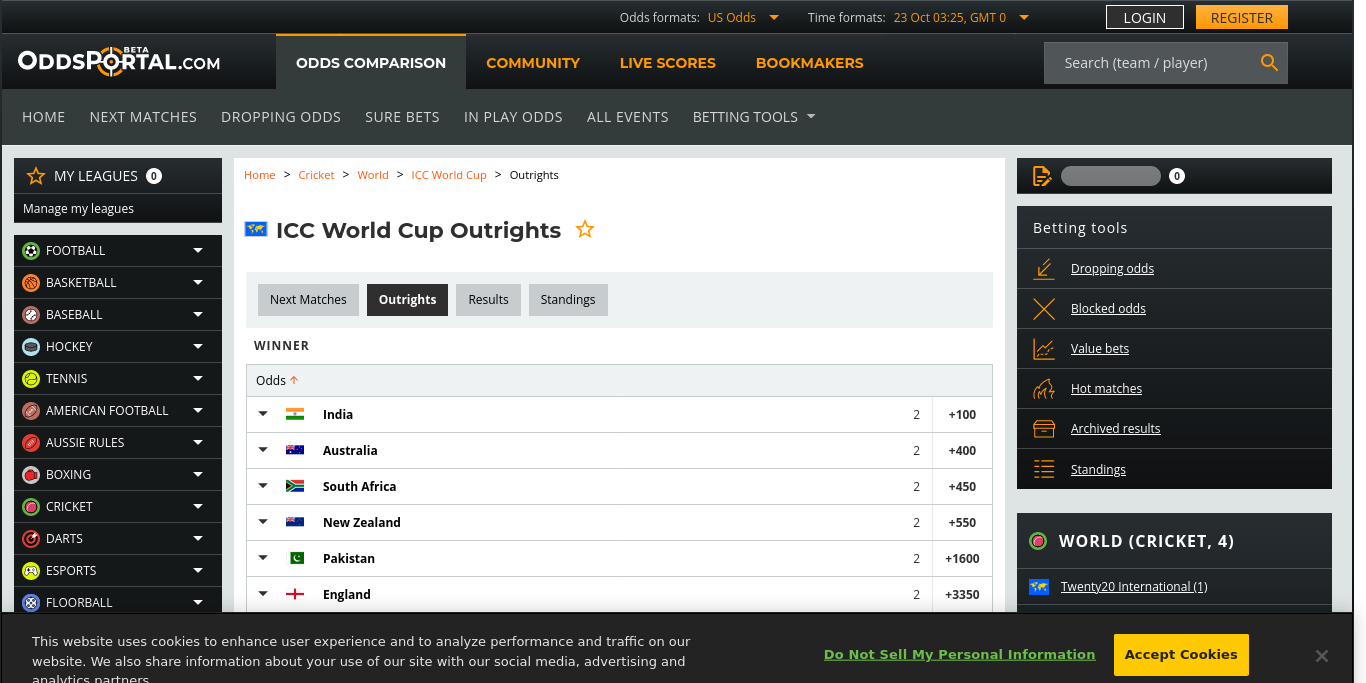 Odds formats: US Odds
Time formats: 23 Oct 03:25, GMT 0
LOGIN
REGISTER
ODDSPORTAL.COM
BETA
ODDS COMPARISON
COMMUNITY
LIVE SCORES
BOOKMAKERS
Search (team / player)
HOME
NEXT MATCHES
DROPPING ODDS
SURE BETS
IN PLAY ODDS
ALL EVENTS
BETTING TOOLS
MY LEAGUES 0
Manage my leagues
FOOTBALL
BASKETBALL
BASEBALL
HOCKEY
TENNIS
AMERICAN FOOTBALL
AUSSIE RULES
BOXING
CRICKET
DARTS
ESPORTS
FLOORBALL
Home > Cricket > World > ICC World Cup > Outrights
ICC World Cup Outrights
Next Matches
Outrights
Results
Standings
WINNER
Odds
India 2 +100
Australia 2 +400
South Africa 2 +450
New Zealand 2 +550
Pakistan 2 +1600
England 2 +3350
0
Betting tools
Dropping odds
Blocked odds
Value bets
Hot matches
Archived results
Standings
WORLD (CRICKET, 4)
Twenty20 International (1)
This website uses cookies to enhance user experience and to analyze performance and traffic on our
website. We also share information about your use of our site with our social media, advertising and
analytics partners.
Do Not Sell My Personal Information
Accept Cookies